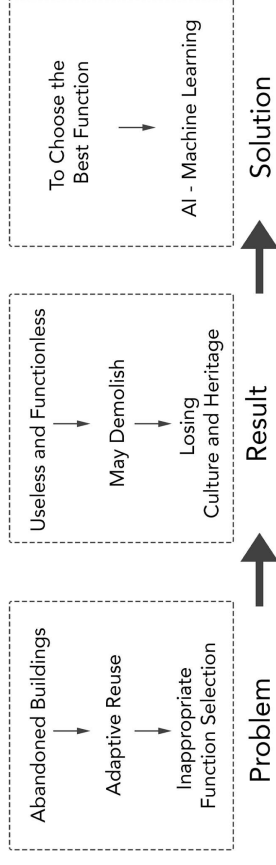 Abandoned Buildings
Adaptive Reuse
Inappropriate
Function Selection
Problem
Useless and Functionless
May Demolish
Losing
Culture and Heritage
Result
To Choose the
Best Function
AI - Machine Learning
Solution